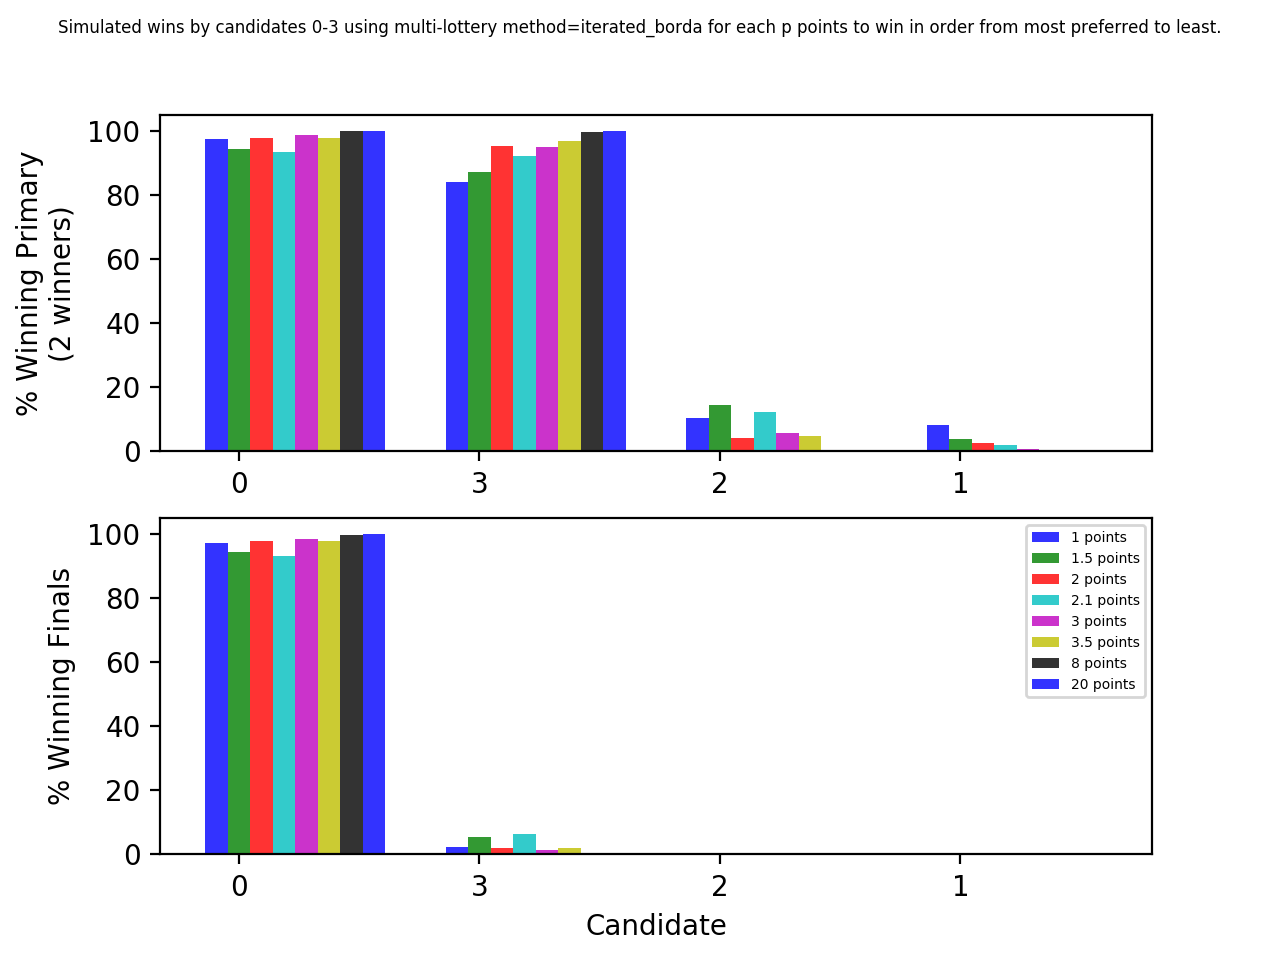 Simulated wins by candidates 0-3 using multi-lottery method=iterated_borda for each p points to win in order from most preferred to least.
% Winning Primary
(2 winners)
100
80
60
40
20
0
0 3 2 1
% Winning Finals
100
80
60
40
20
0
1 points
1.5 points
2 points
2.1 points
3 points
3.5 points
8 points
20 points
0 3 2 1
Candidate